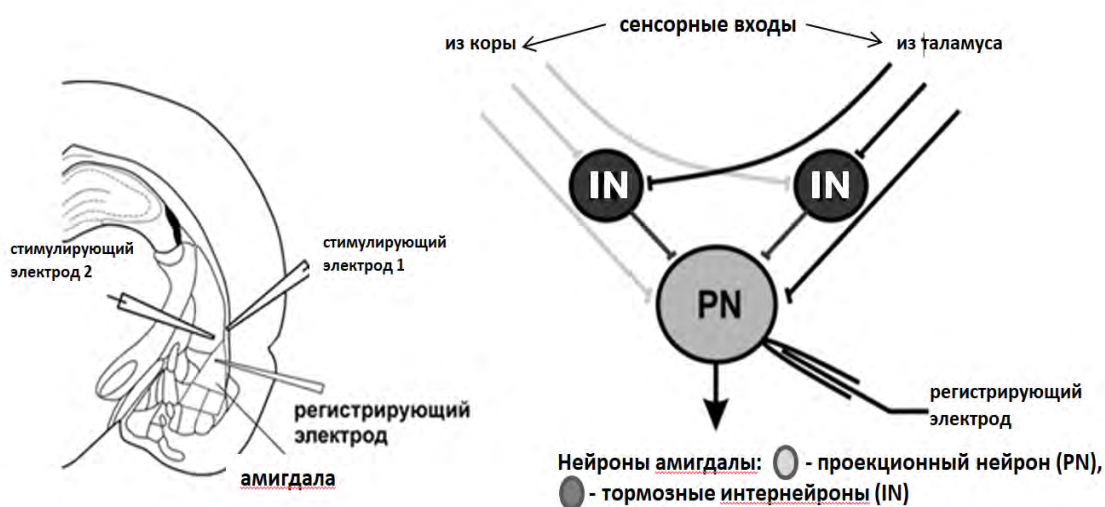 сенсорные входы
из коры
из таламуса
стимулирующий
электрод 2
стимулирующий
электрод 1
регистрирующий
электрод
амигдала
IN
IN
PN
регистрирующий
электрод
Нейроны амигдалы: - проекционный нейрон (PN),
- тормозные интернейроны (IN)